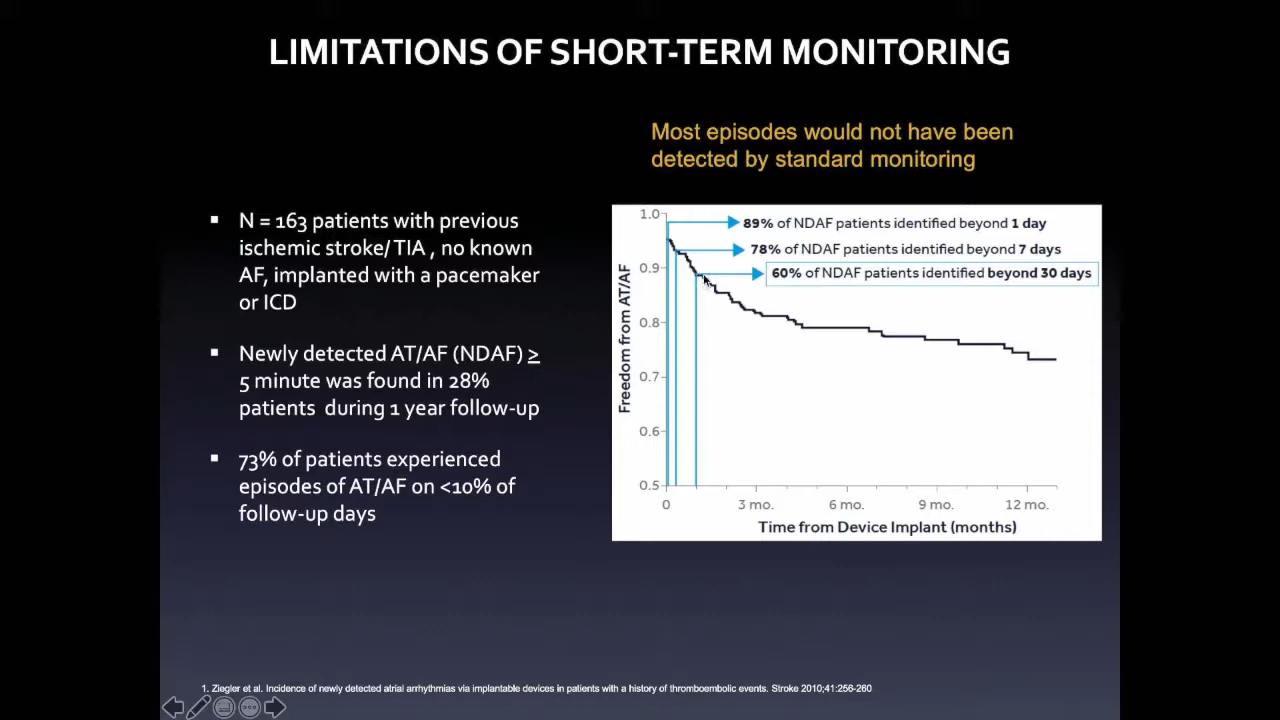 LIMITATIONS OF SHORT-TERM MONITORING
Most episodes would not have been
detected by standard monitoring
▪ N = 163 patients with previous
ischemic stroke/ TIA , no known
AF, implanted with a pacemaker
or ICD
▪ Newly detected AT/AF (NDAF) ≥
5 minute was found in 28%
patients during 1 year follow-up
▪ 73% of patients experienced
episodes of AT/AF on <10% of
follow-up days
89% of NDAF patients identified beyond 1 day
78% of NDAF patients identified beyond 7 days
60% of NDAF patients identified beyond 30 days
Freedom from AT/AF
1.0
0.9
0.8
0.7
0.6
0.5
0 3 mo. 6 mo. 9 mo. 12 mo.
Time from Device Implant (months)
1. Ziegler et al. Incidence of newly detected atrial arrhythmias via implantable devices in patients with a history of thromboembolic events. Stroke 2010;41:256-260